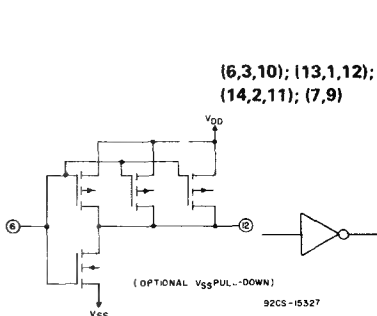 (6,3,10); (13,1,12);
(14,2,11); (7,9)
VDD
6
12
(OPTIONAL VSS PUL.-DOWN)
92CS-15327
VSS